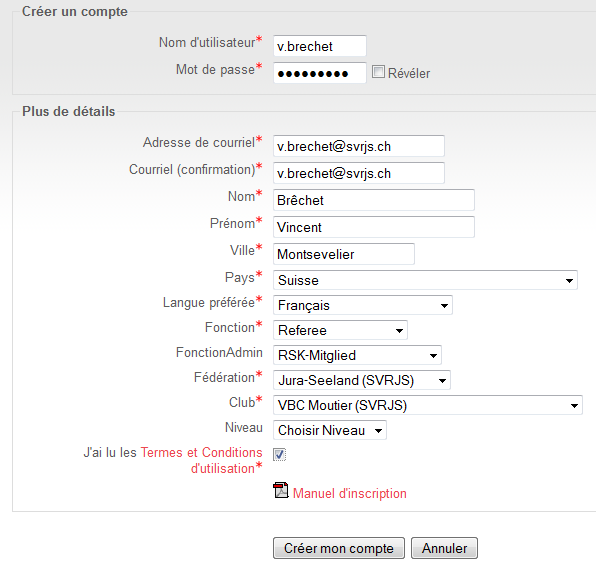 Créer un compte
Nom d'utilisateur* v.brechet
Mot de passe* ●●●●●●●●● Révéler
Plus de détails
Adresse de courriel* v.brechet@svrjs.ch
Courriel (confirmation)* v.brechet@svrjs.ch
Nom* Brêchet
Prénom* Vincent
Ville* Montsevelier
Pays* Suisse
Langue préférée* Français
Fonction* Referee
FonctionAdmin RSK-Mitglied
Fédération* Jura-Seeland (SVRJS)
Club* VBC Moutier (SVRJS)
Niveau Choisir Niveau
J'ai lu les Termes et Conditions
d'utilisation*
Manuel d'inscription
Créer mon compte Annuler